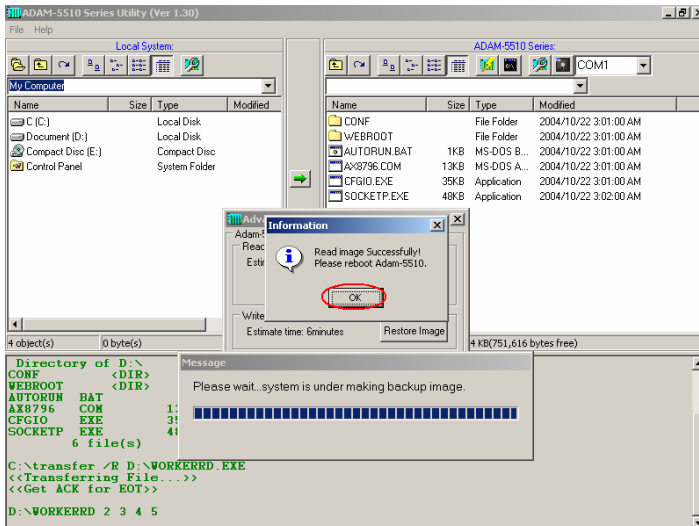 ADAM-5510 Series Utility (Ver 1.30)
File Help
Local System:
ADAM-5510 Series:
COM1
My Computer
Name Size Type Modified
C (C:) Local Disk
Document (D:) Local Disk
Compact Disc (E:) Compact Disc
Control Panel System Folder
Name Size Type Modified
CONF File Folder 2004/10/22 3:01:00 AM
WEBROOT File Folder 2004/10/22 3:01:00 AM
AUTORUN.BAT 1KB MS-DOS B... 2004/10/22 3:01:00 AM
AX8796.COM 13KB MS-DOS A... 2004/10/22 3:01:00 AM
CFGIO.EXE 35KB Application 2004/10/22 3:01:00 AM
SOCKETP.EXE 48KB Application 2004/10/22 3:02:00 AM
Information
Read image Successfully!
Please reboot Adam-5510.
OK
Write
Estimate time: 6minutes Restore Image
4 object(s) 0 byte(s)
4 KB(751,616 bytes free)
Message
Please wait...system is under making backup image.
Directory of D:\
CONF <DIR>
WEBROOT <DIR>
AUTORUN BAT
AX8796 COM
CFGIO EXE
SOCKETP EXE
6 file(s)
C:\transfer /R D:\WORKERRD.EXE
<<Transferring File...>>
<<Get ACK for EOT>>
D:\WORKERRD 2 3 4 5